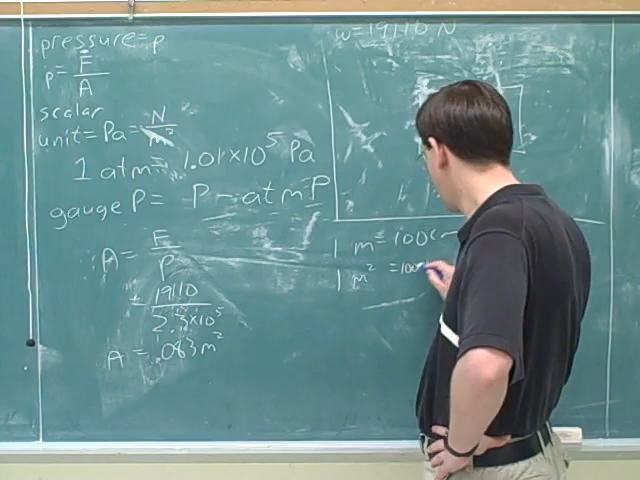 pressure = p
p = F/A
scalar
unit = Pa = N/m²
1 atm = 1.01×10⁵ Pa
gauge P = P - atm P
A = F/P
= 19110/2.3×10⁵
A = .083 m²
w = 19110 N
1 m = 100c
1 m² = 100